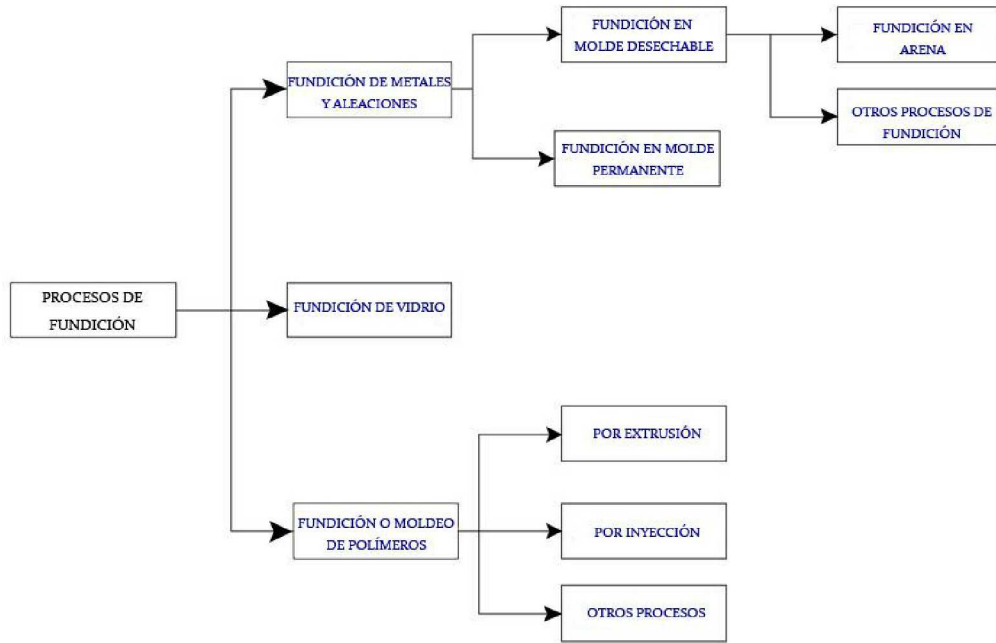 FUNDICIÓN EN
MOLDE DESECHABLE
FUNDICIÓN EN
ARENA
FUNDICIÓN DE METALES
Y ALEACIONES
OTROS PROCESOS DE
FUNDICIÓN
FUNDICIÓN EN MOLDE
PERMANENTE
PROCESOS DE
FUNDICIÓN
FUNDICIÓN DE VIDRIO
POR EXTRUSIÓN
FUNDICIÓN O MOLDEO
DE POLÍMEROS
POR INYECCIÓN
OTROS PROCESOS